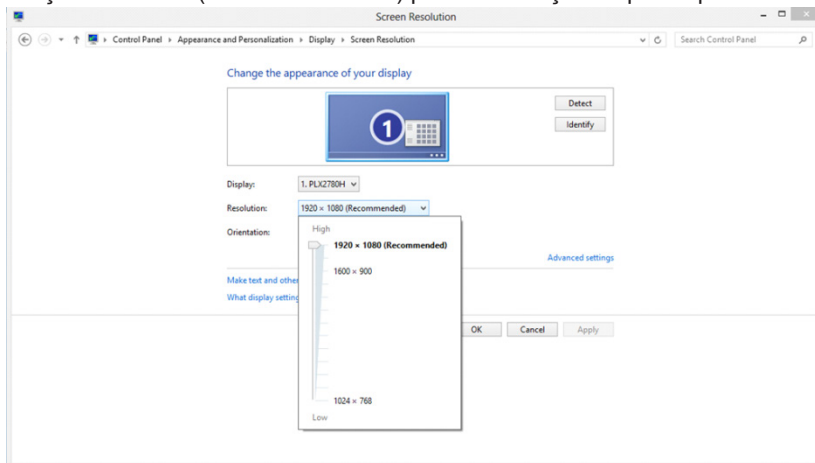 Screen Resolution
Control Panel ▸ Appearance and Personalization ▸ Display ▸ Screen Resolution
Search Control Panel
Change the appearance of your display
1
Detect
Identify
Display: 1. PLX2780H
Resolution: 1920 × 1080 (Recommended)
Orientation:
High
1920 × 1080 (Recommended)
1600 × 900
1024 × 768
Low
Advanced settings
Make text and other
What display setting
OK Cancel Apply